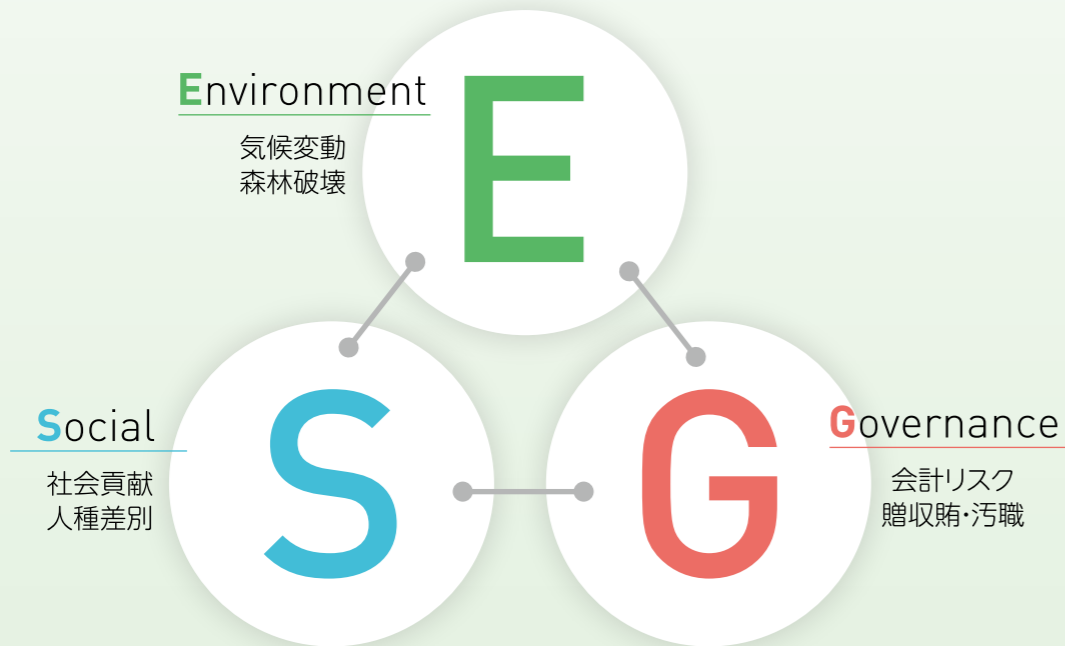 Environment
気候変動
森林破壊
E
Social
社会貢献
人種差別
S
G
Governance
会計リスク
贈収賄・汚職